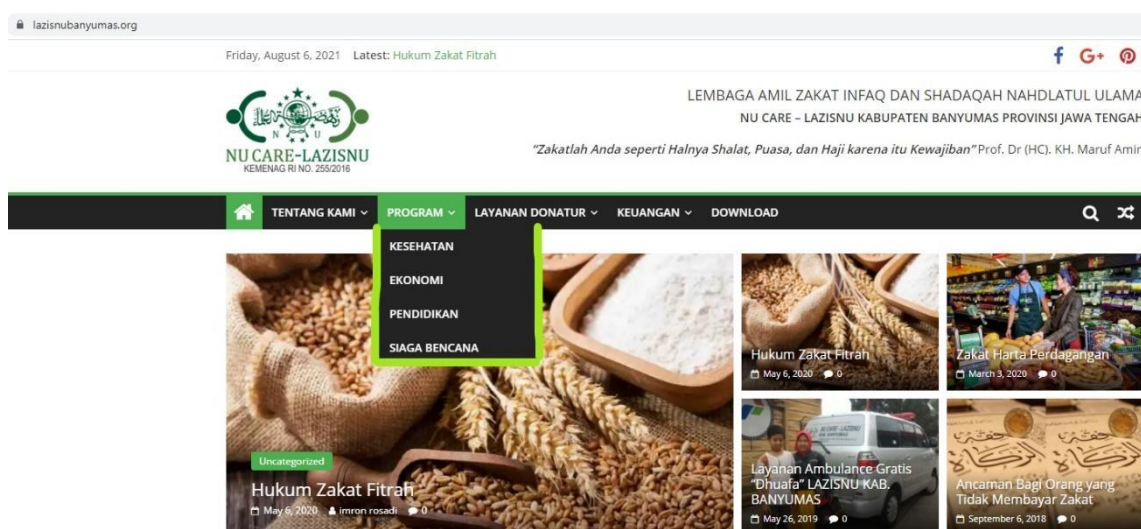 lazisnubanyumas.org
Friday, August 6, 2021 Latest: Hukum Zakat Fitrah
f G+
N U
NU CARE-LAZISNU
KEMENAG RI NO. 255/2016
LEMBAGA AMIL ZAKAT INFAQ DAN SHADAQAH NAHDLATUL ULAMA
NU CARE – LAZISNU KABUPATEN BANYUMAS PROVINSI JAWA TENGAH
"Zakatlah Anda seperti Halnya Shalat, Puasa, dan Haji karena itu Kewajiban" Prof. Dr (HC). KH. Maruf Amin
TENTANG KAMI PROGRAM LAYANAN DONATUR KEUANGAN DOWNLOAD
KESEHATAN
EKONOMI
PENDIDIKAN
SIAGA BENCANA
Uncategorized
Hukum Zakat Fitrah
May 6, 2020 imron rosadi 0
Hukum Zakat Fitrah
May 6, 2020 0
Zakat Harta Perdagangan
March 3, 2020 0
Layanan Ambulance Gratis
"Dhuafa" LAZISNU KAB.
BANYUMAS
May 26, 2019 0
Ancaman Bagi Orang yang
Tidak Membayar Zakat
September 6, 2018 0